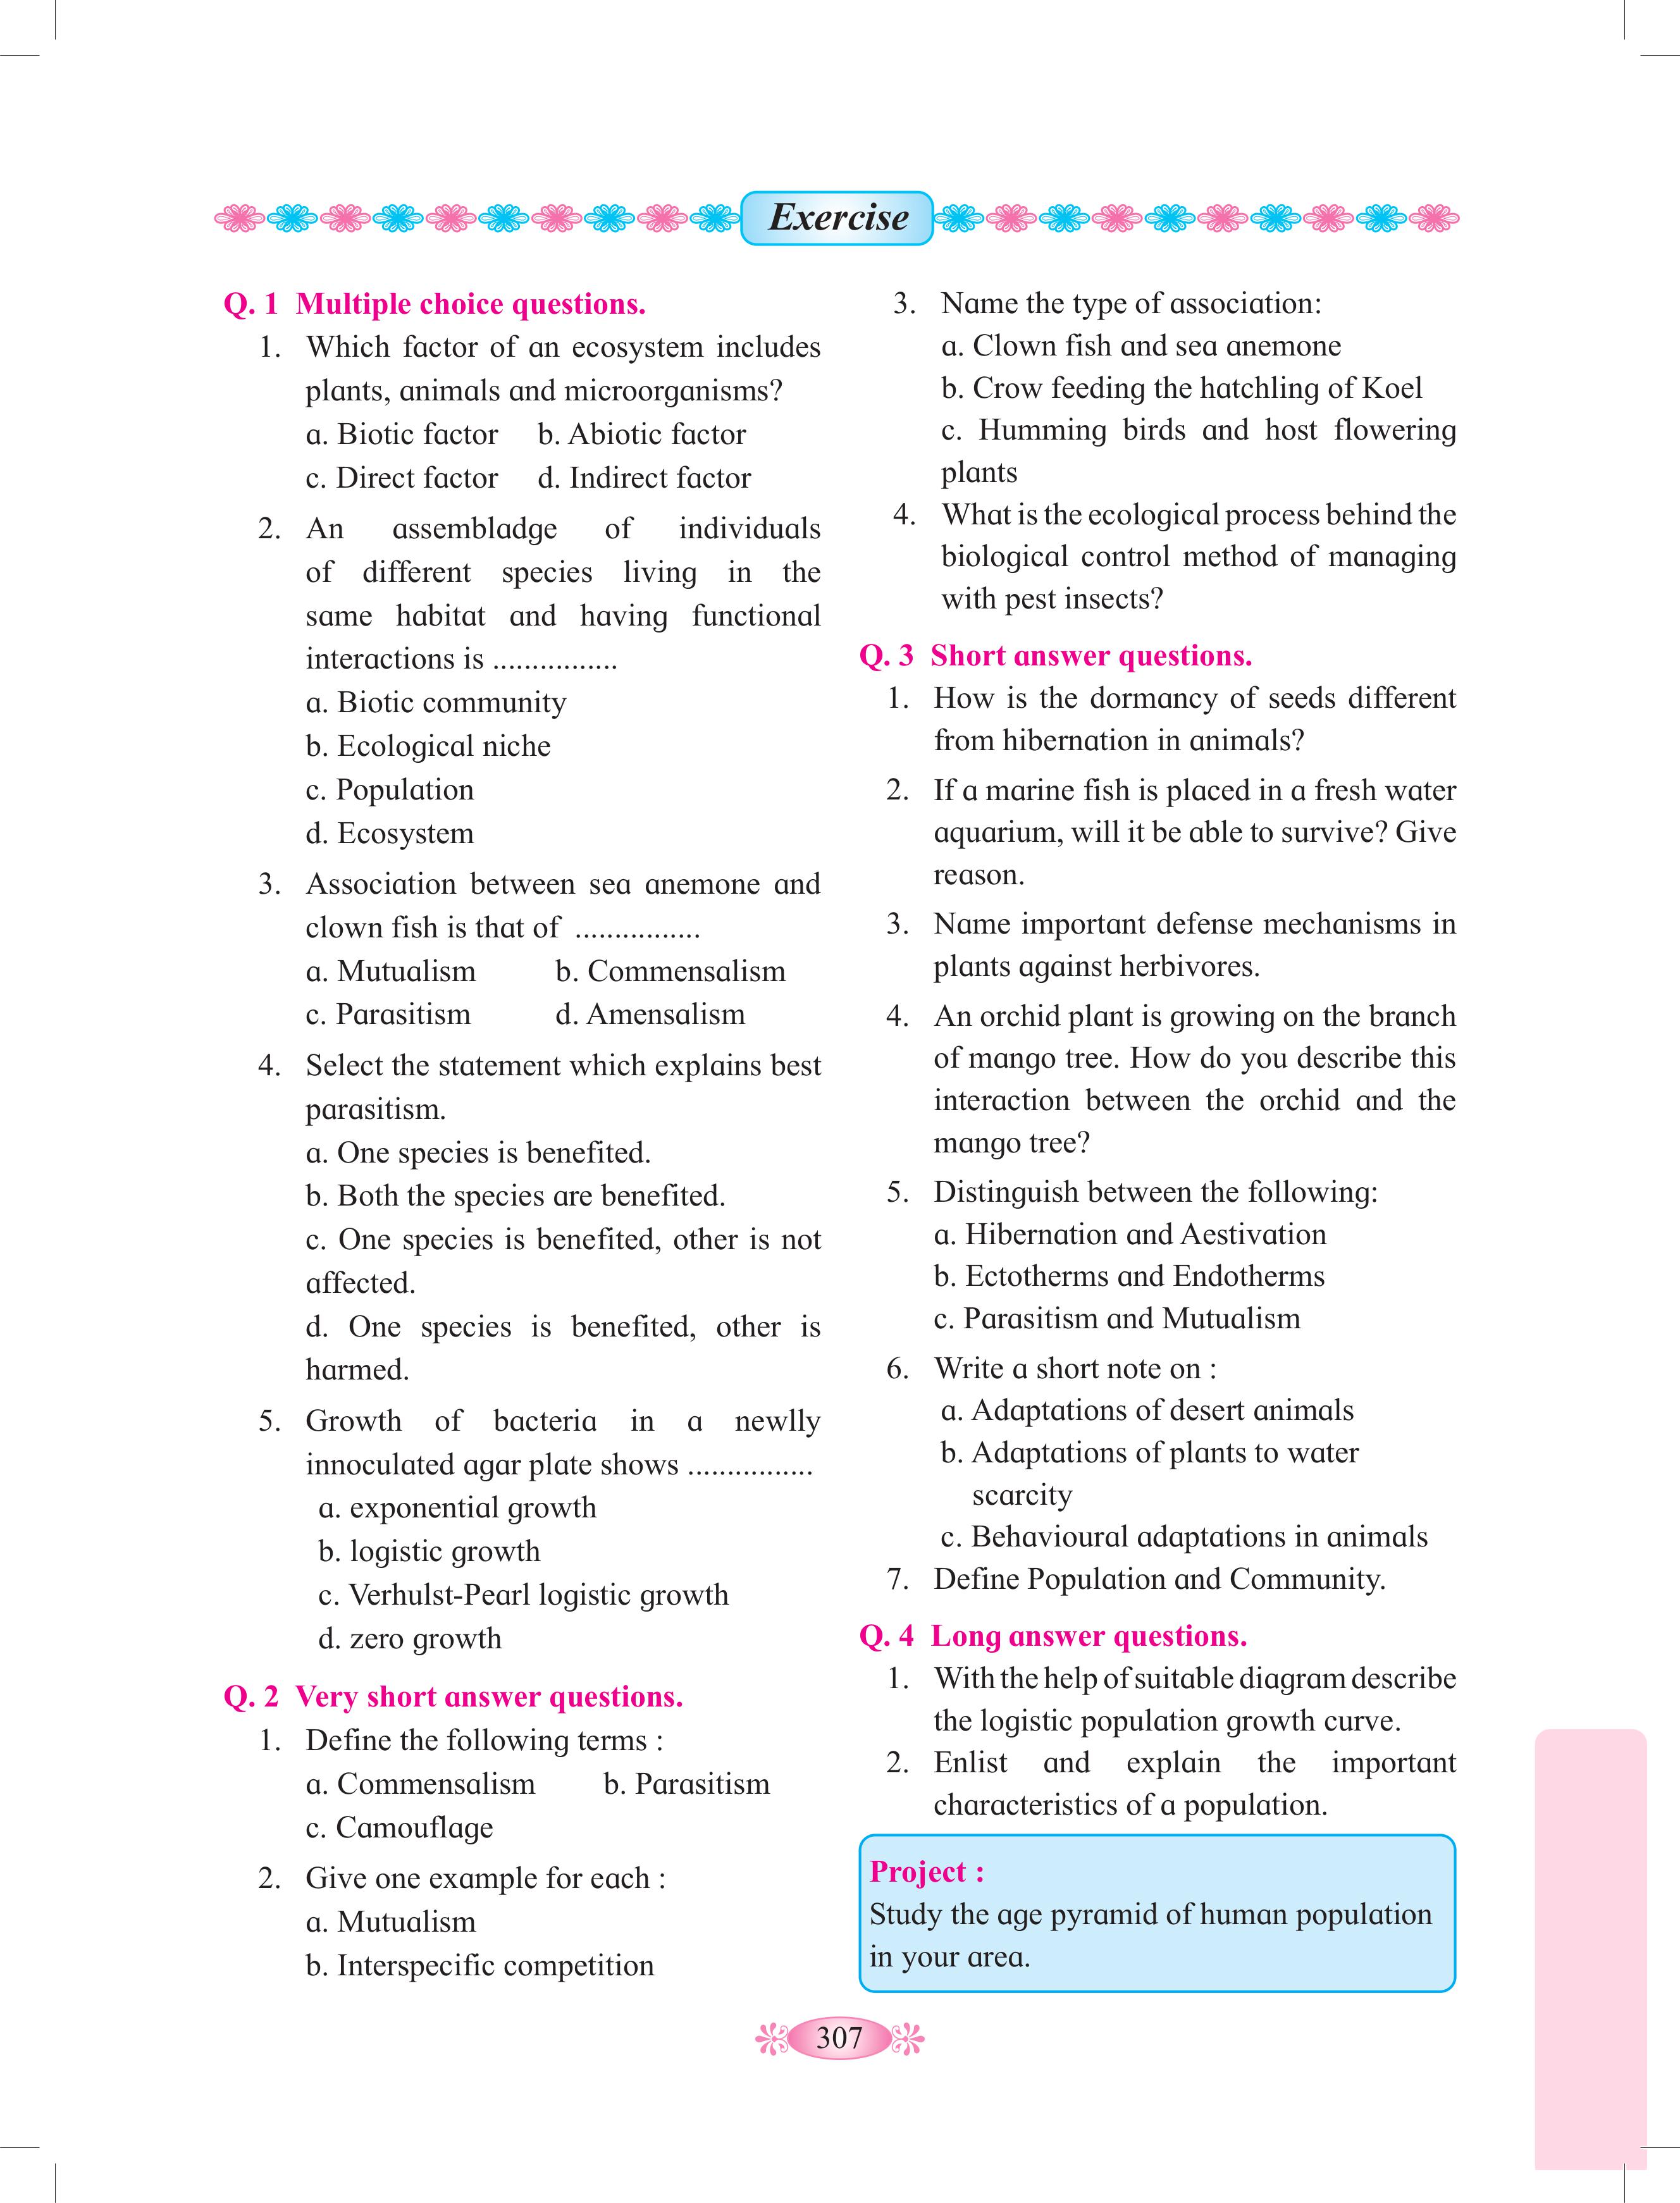 Exercise
Q. 1 Multiple choice questions.
1. Which factor of an ecosystem includes
plants, animals and microorganisms?
a. Biotic factor b. Abiotic factor
c. Direct factor d. Indirect factor
2. An assembladge of individuals
of different species living in the
same habitat and having functional
interactions is ................
a. Biotic community
b. Ecological niche
c. Population
d. Ecosystem
3. Association between sea anemone and
clown fish is that of ................
a. Mutualism b. Commensalism
c. Parasitism d. Amensalism
4. Select the statement which explains best
parasitism.
a. One species is benefited.
b. Both the species are benefited.
c. One species is benefited, other is not
affected.
d. One species is benefited, other is
harmed.
5. Growth of bacteria in a newlly
innoculated agar plate shows ................
a. exponential growth
b. logistic growth
c. Verhulst-Pearl logistic growth
d. zero growth
Q. 2 Very short answer questions.
1. Define the following terms :
a. Commensalism b. Parasitism
c. Camouflage
2. Give one example for each :
a. Mutualism
b. Interspecific competition
3. Name the type of association:
a. Clown fish and sea anemone
b. Crow feeding the hatchling of Koel
c. Humming birds and host flowering
plants
4. What is the ecological process behind the
biological control method of managing
with pest insects?
Q. 3 Short answer questions.
1. How is the dormancy of seeds different
from hibernation in animals?
2. If a marine fish is placed in a fresh water
aquarium, will it be able to survive? Give
reason.
3. Name important defense mechanisms in
plants against herbivores.
4. An orchid plant is growing on the branch
of mango tree. How do you describe this
interaction between the orchid and the
mango tree?
5. Distinguish between the following:
a. Hibernation and Aestivation
b. Ectotherms and Endotherms
c. Parasitism and Mutualism
6. Write a short note on :
a. Adaptations of desert animals
b. Adaptations of plants to water
scarcity
c. Behavioural adaptations in animals
7. Define Population and Community.
Q. 4 Long answer questions.
1. With the help of suitable diagram describe
the logistic population growth curve.
2. Enlist and explain the important
characteristics of a population.
Project :
Study the age pyramid of human population
in your area.
307